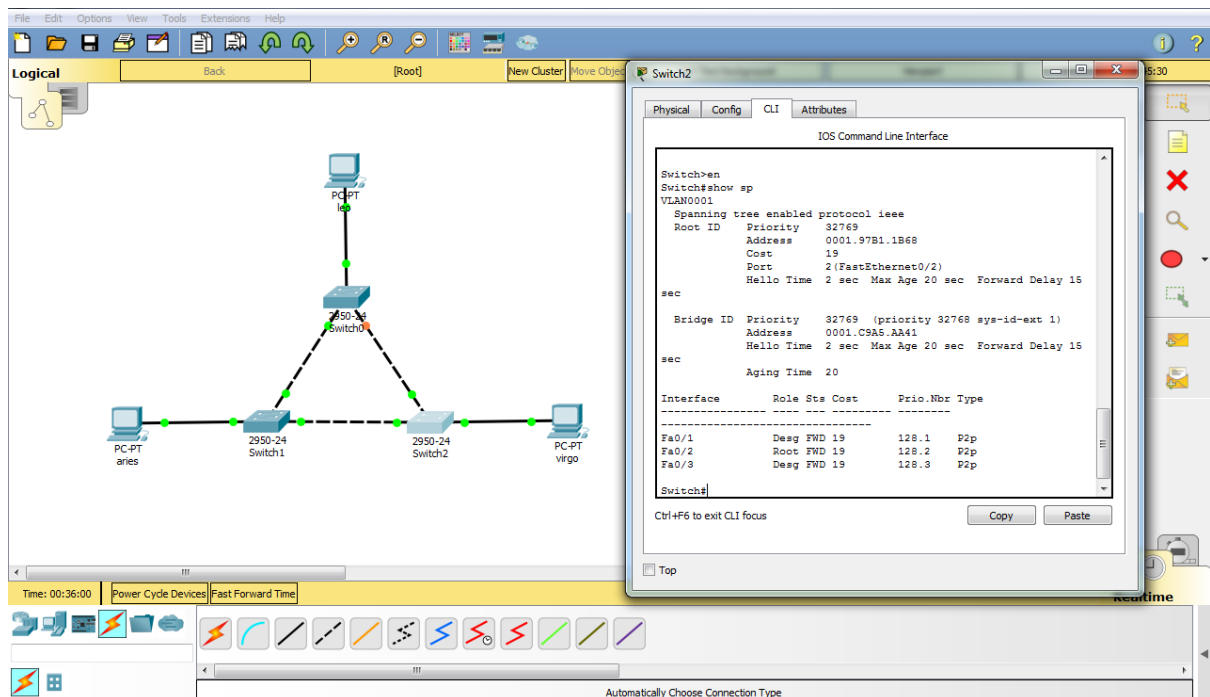 File Edit Options View Tools Extensions Help
Logical
Back
[Root]
New Cluster
Move Objec
5:30
PC-PT
leo
2950-24
Switch0
PC-PT
aries
2950-24
Switch1
2950-24
Switch2
PC-PT
virgo
Switch2
Physical Config CLI Attributes
IOS Command Line Interface
Switch>en
Switch#show sp
VLAN0001
Spanning tree enabled protocol ieee
Root ID Priority 32769
Address 0001.97B1.1B68
Cost 19
Port 2(FastEthernet0/2)
Hello Time 2 sec Max Age 20 sec Forward Delay 15
sec
Bridge ID Priority 32769 (priority 32768 sys-id-ext 1)
Address 0001.C9A5.AA41
Hello Time 2 sec Max Age 20 sec Forward Delay 15
sec
Aging Time 20
Interface Role Sts Cost Prio.Nbr Type
---------------- ---- --- --------- --------
--------------------------------
Fa0/1 Desg FWD 19 128.1 P2p
Fa0/2 Root FWD 19 128.2 P2p
Fa0/3 Desg FWD 19 128.3 P2p
Switch#
Ctrl+F6 to exit CLI focus
Copy
Paste
Top
Time: 00:36:00
Power Cycle Devices
Fast Forward Time
Realtime
Automatically Choose Connection Type